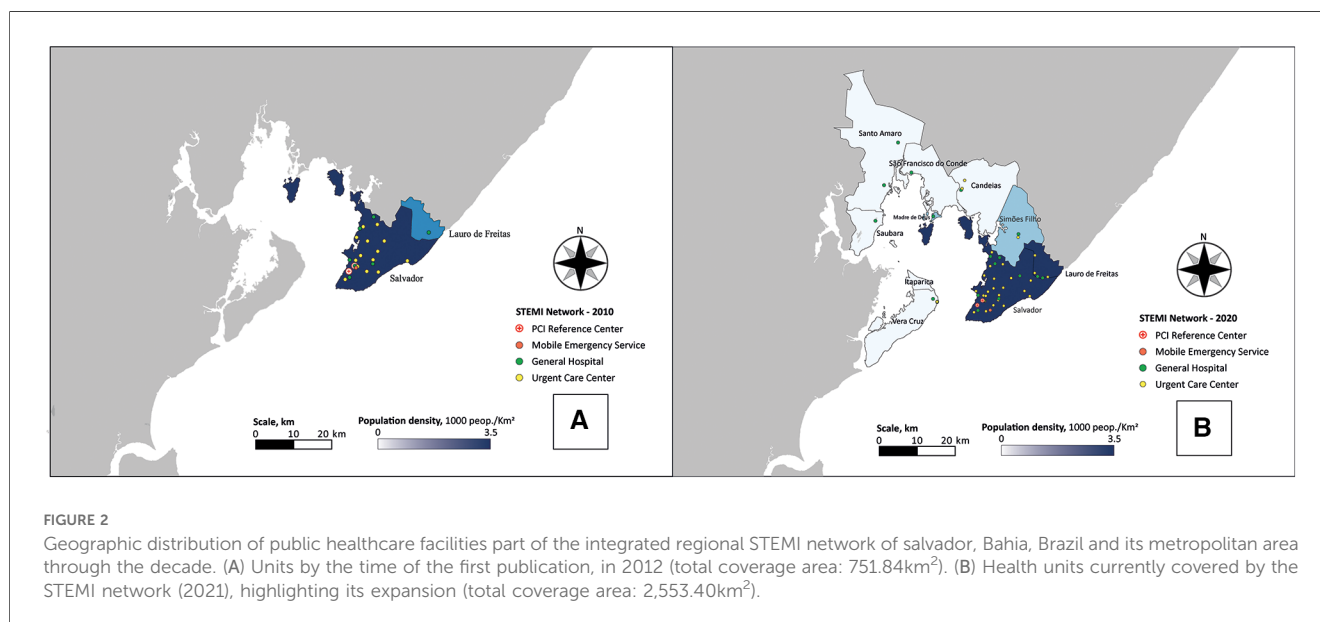 Lauro de Freitas
Salvador
N
STEMI Network - 2010
PCI Reference Center
Mobile Emergency Service
General Hospital
Urgent Care Center
A
Scale, km
0 10 20 km
Population density, 1000 peop./Km²
0 3.5
Santo Amaro
São Francisco do Conde
Candeias
Madre de Deus
Simões Filho
Saubara
Lauro de Freitas
Itaparica
Salvador
Vera Cruz
N
STEMI Network - 2020
PCI Reference Center
Mobile Emergency Service
General Hospital
Urgent Care Center
B
Scale, km
0 10 20 km
Population density, 1000 peop./Km²
0 3.5
FIGURE 2
Geographic distribution of public healthcare facilities part of the integrated regional STEMI network of salvador, Bahia, Brazil and its metropolitan area
through the decade. (A) Units by the time of the first publication, in 2012 (total coverage area: 751.84km²). (B) Health units currently covered by the
STEMI network (2021), highlighting its expansion (total coverage area: 2,553.40km²).